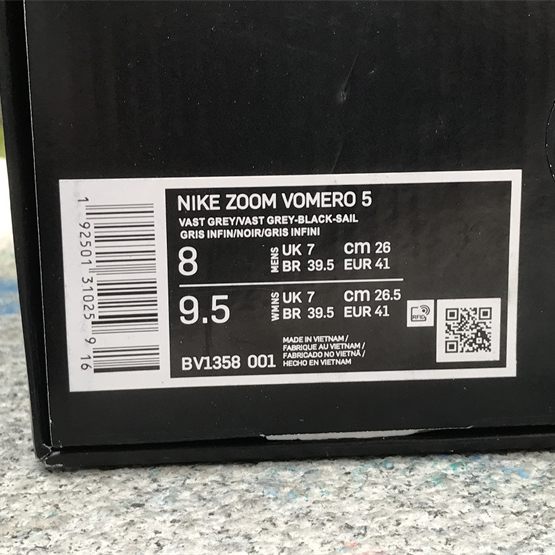 NIKE ZOOM VOMERO 5
VAST GREY/VAST GREY-BLACK-SAIL
GRIS INFIN/NOIR/GRIS INFINI
8 MENS UK 7 cm 26
BR 39.5 EUR 41
9.5 WMNS UK 7 cm 26.5
BR 39.5 EUR 41
RFID
BV1358 001
MADE IN VIETNAM /
FABRIQUE AU VIETNAM /
FABRICADO NO VIETNÃ /
HECHO EN VIETNAM
1 92501 31025 9 16